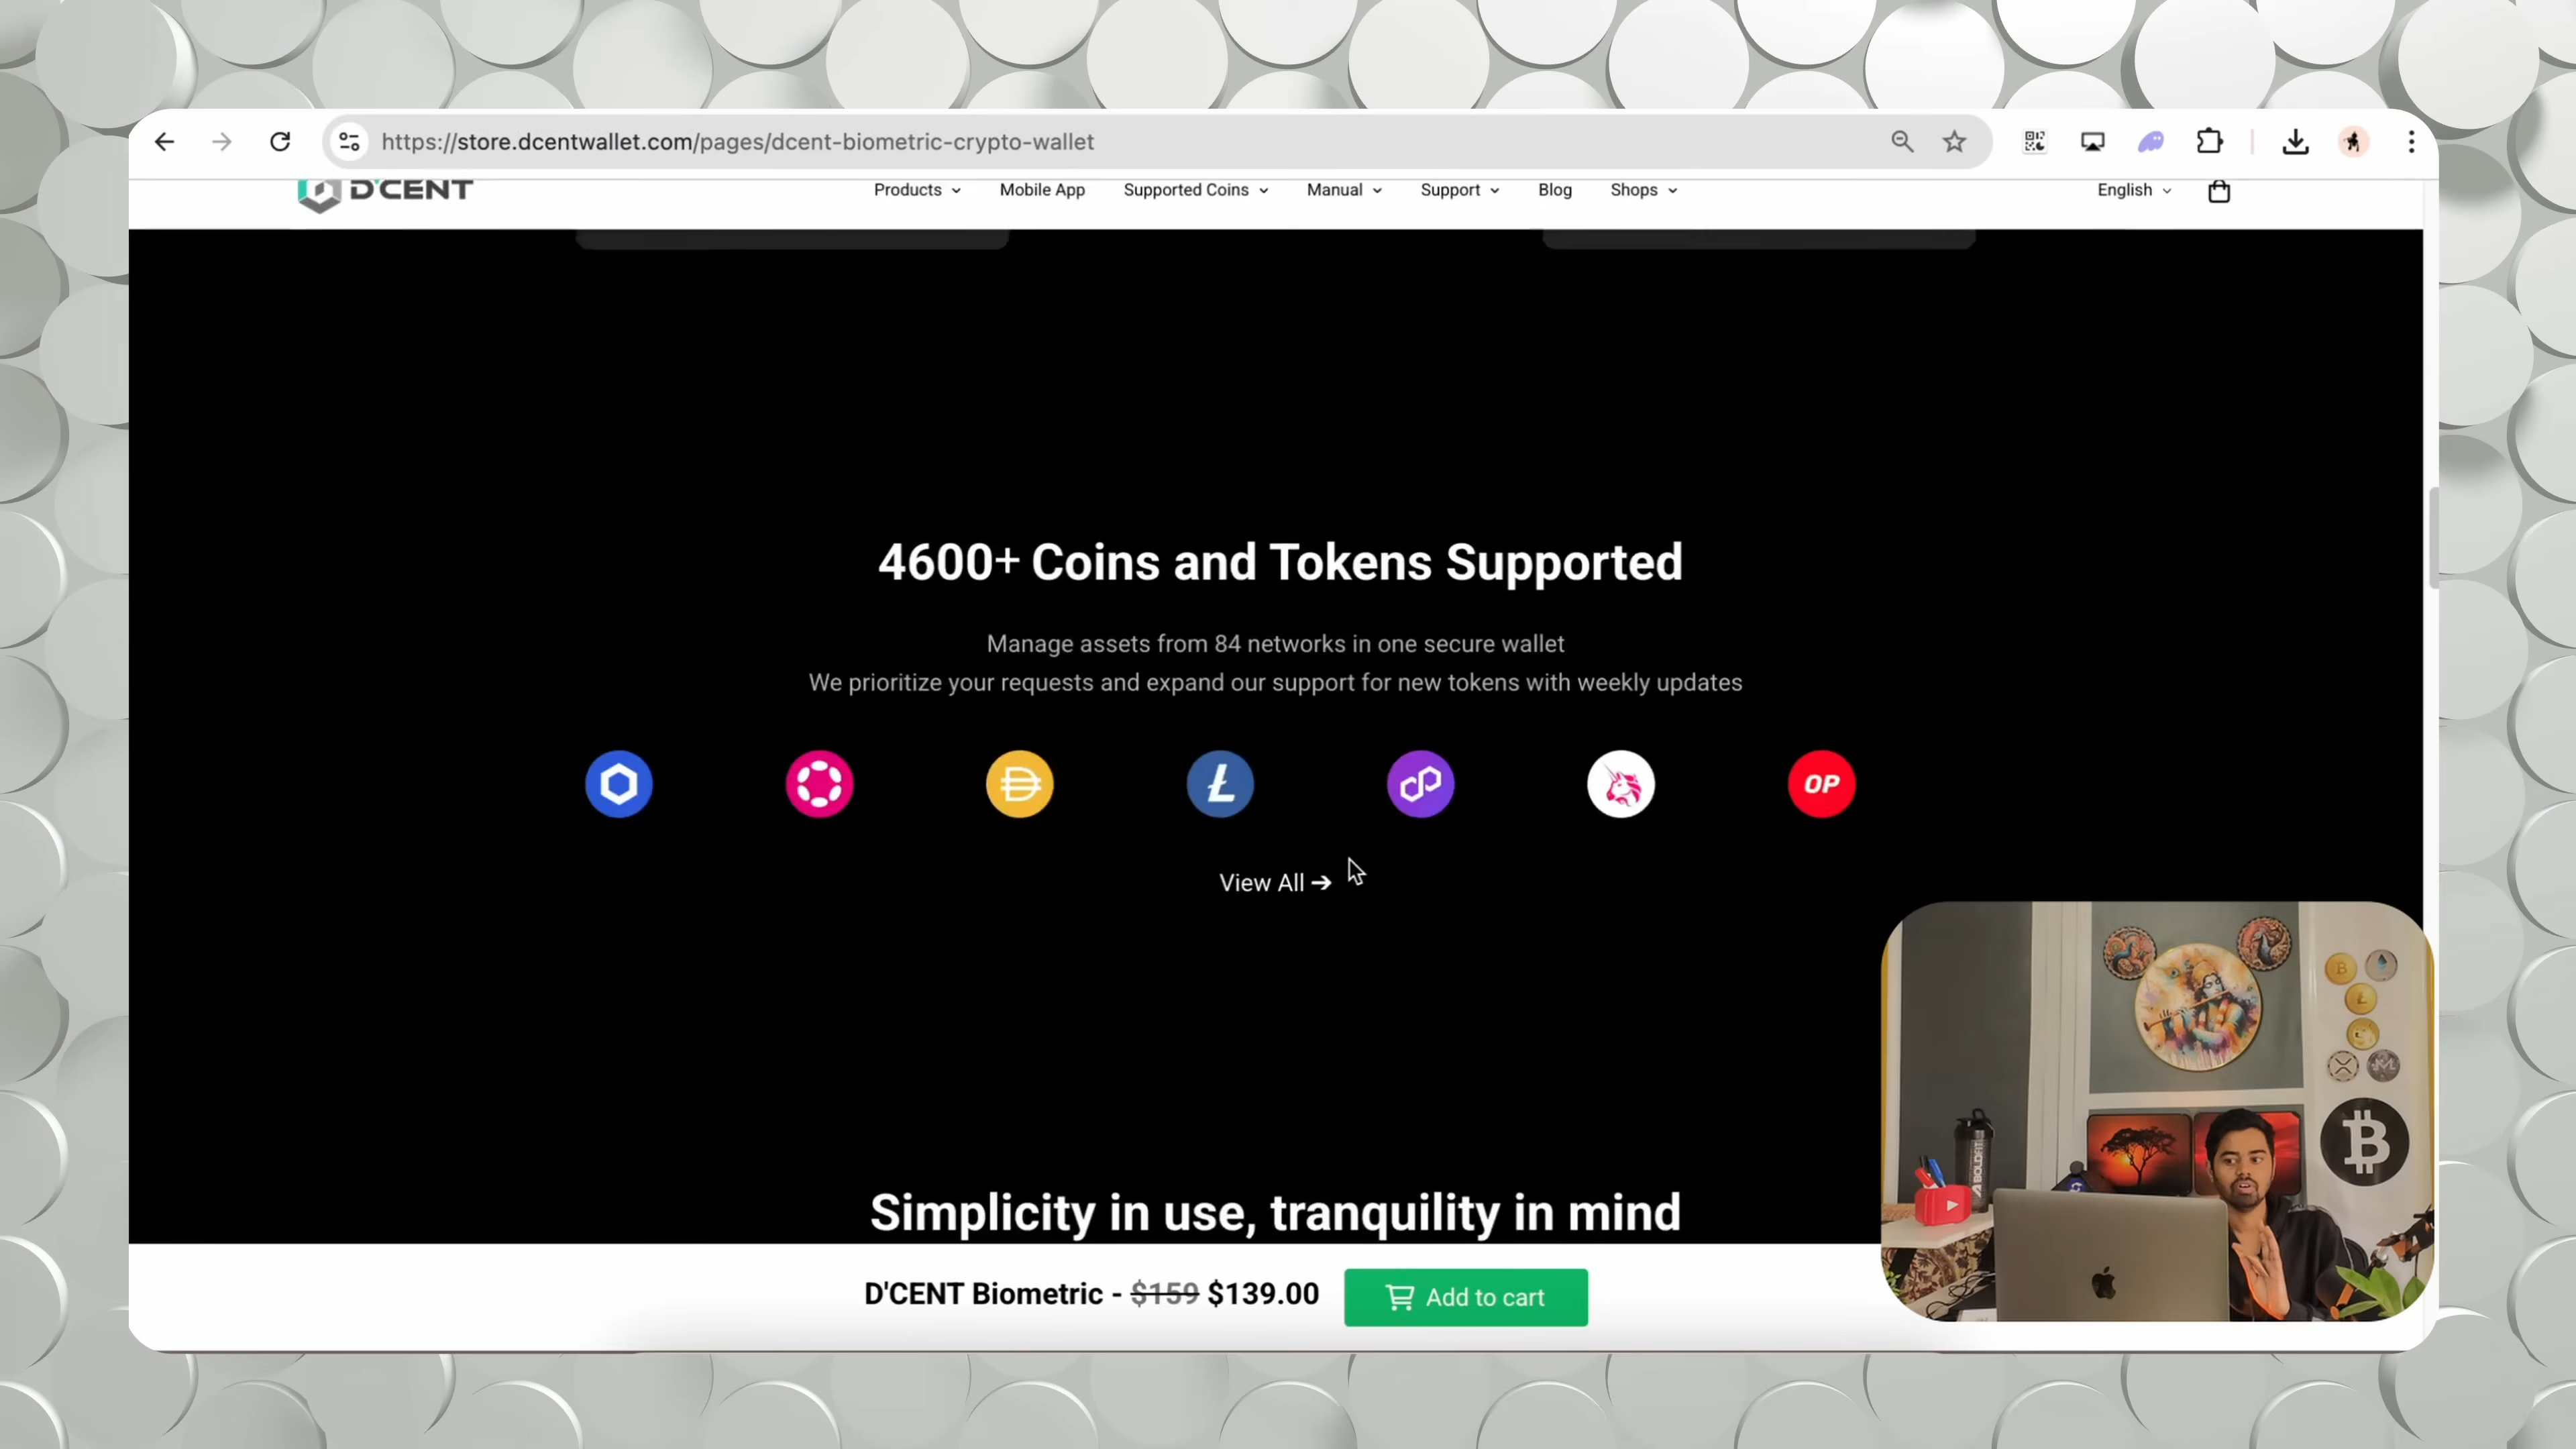 https://store.dcentwallet.com/pages/dcent-biometric-crypto-wallet
D'CENT
Products
Mobile App
Supported Coins
Manual
Support
Blog
Shops
English
4600+ Coins and Tokens Supported
Manage assets from 84 networks in one secure wallet
We prioritize your requests and expand our support for new tokens with weekly updates
OP
View All →
BOLDFIT
Simplicity in use, tranquility in mind
D'CENT Biometric - $159 $139.00
Add to cart